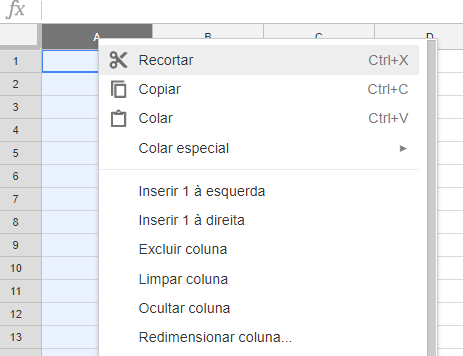 fx
A B C D
1 Recortar Ctrl+X
2 Copiar Ctrl+C
3 Colar Ctrl+V
4
5 Colar especial ►
6
7 Inserir 1 à esquerda
8 Inserir 1 à direita
9 Excluir coluna
10 Limpar coluna
11
12 Ocultar coluna
13 Redimensionar coluna...